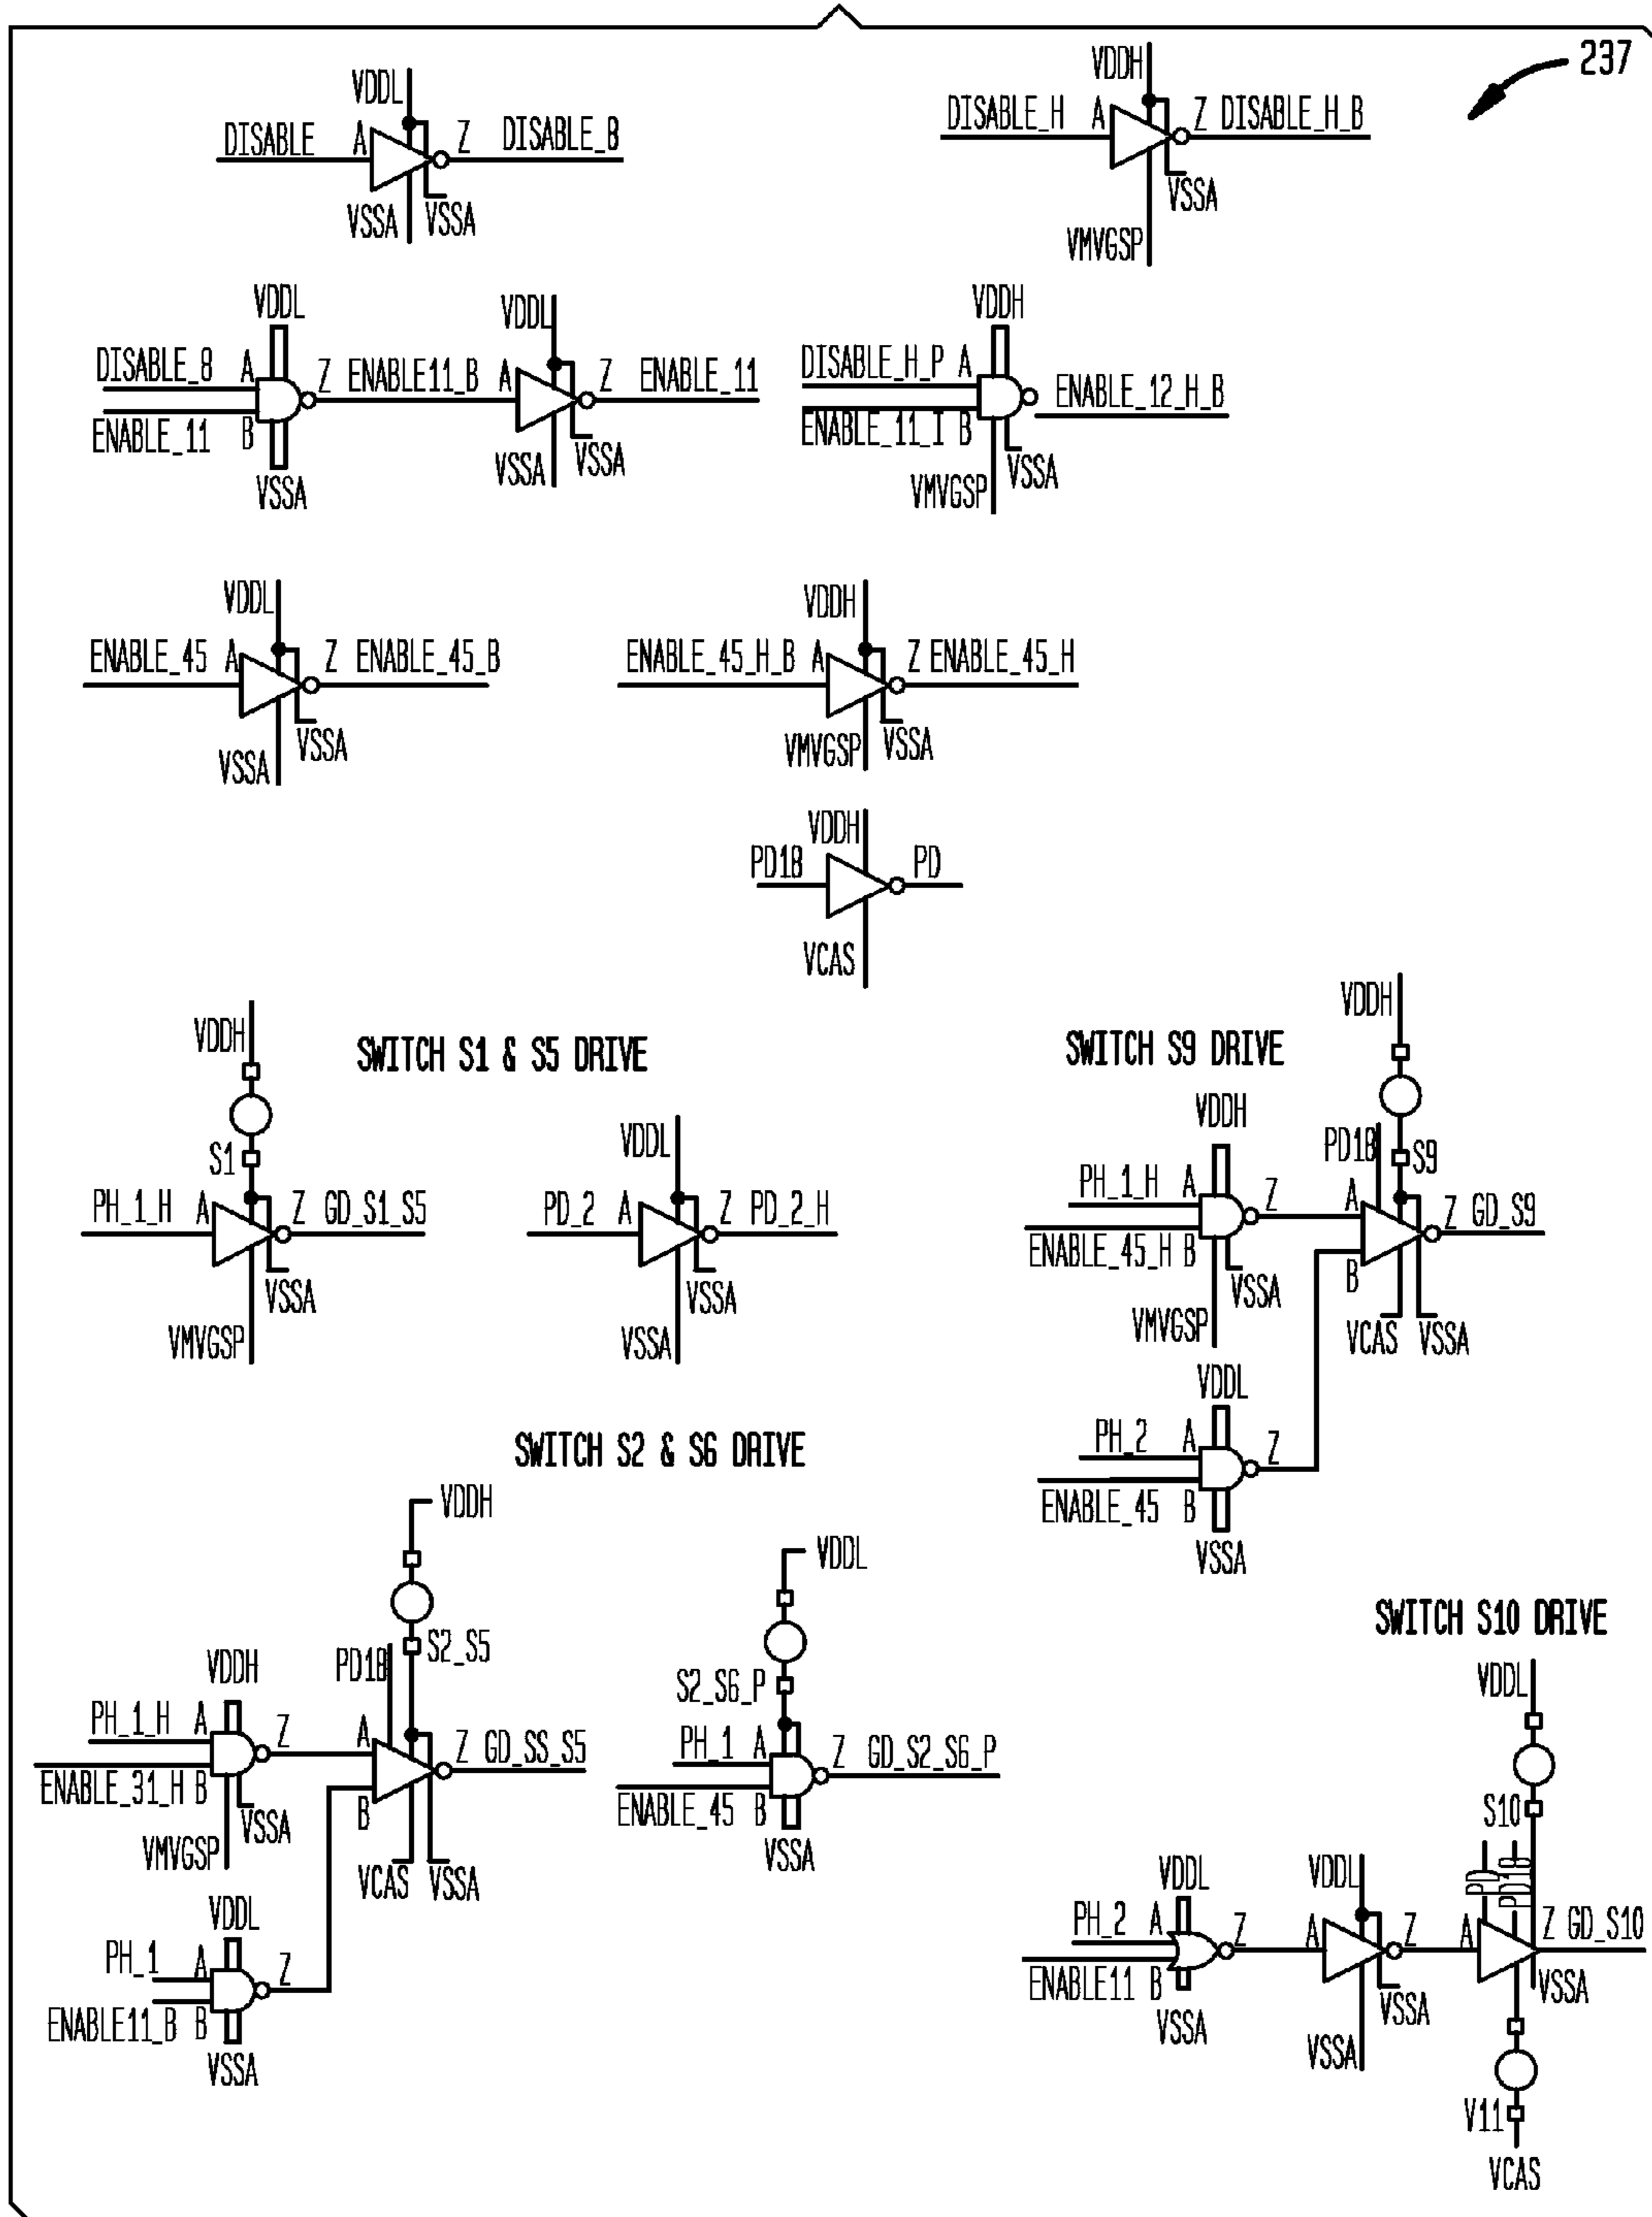 237
VDDL
DISABLE A Z DISABLE_B
VSSA VSSA
VDDH
DISABLE_H A Z DISABLE_H_B
VSSA
VMVGSP
VDDL
DISABLE_8 A
ENABLE_11 B
VSSA
Z ENABLE11_B A
VDDL
Z ENABLE_11
VSSA VSSA
VDDH
DISABLE_H_P A
ENABLE_11_I B
ENABLE_12_H_B
VSSA
VMVGSP
VDDL
ENABLE_45 A Z ENABLE_45_B
VSSA
VSSA
VDDH
ENABLE_45_H_B A Z ENABLE_45_H
VMVGSP VSSA
VDDH
PD1B PD
VCAS
SWITCH S1 & S5 DRIVE
VDDH
S1
PH_1_H A Z GD_S1_S5
VSSA
VMVGSP
VDDL
PD_2 A Z PD_2_H
VSSA
VSSA
SWITCH S9 DRIVE
VDDH
VDDH
PD1B S9
PH_1_H A Z
ENABLE_45_H B
VSSA
VMVGSP
A
B
Z GD_S9
VCAS VSSA
VDDL
PH_2 A Z
ENABLE_45 B
VSSA
SWITCH S2 & S6 DRIVE
VDDH
S2_S5
VDDH PD1B
PH_1_H A Z
ENABLE_31_H B
VSSA
VMVGSP
A
B
Z GD_SS_S5
VCAS VSSA
VDDL
PH_1 A Z
ENABLE11_B B
VSSA
VDDL
S2_S6_P
PH_1 A
ENABLE_45 B
Z GD_S2_S6_P
VSSA
SWITCH S10 DRIVE
VDDL
S10
PD
PD1B
VDDL VDDL
PH_2 A Z
ENABLE11 B
VSSA
A Z
VSSA
VSSA
A Z GD_S10
VSSA
V11
VCAS